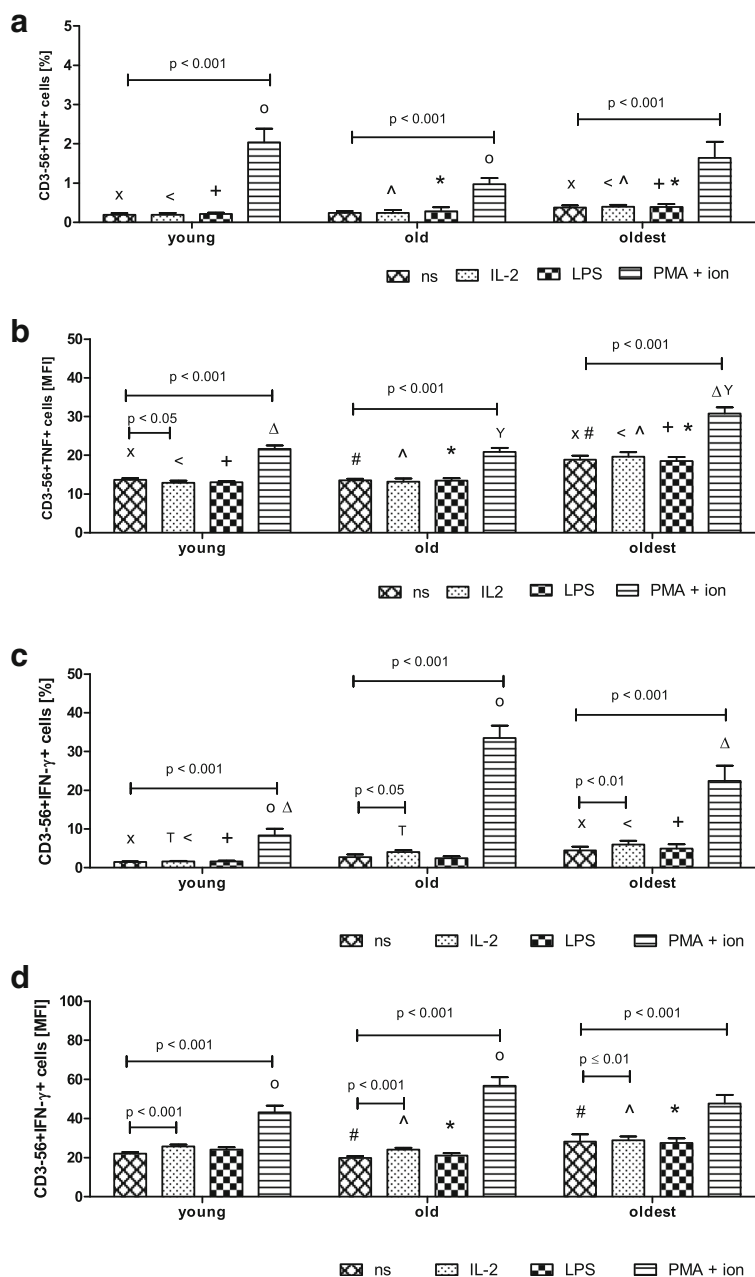 a
CD3-56+TNF+ cells [%]
5
4
3
2
1
0
p < 0.001
p < 0.001
p < 0.001
o
o
x < +
^ *
x < ^ + *
young old oldest
ns IL-2 LPS PMA + ion
b
CD3-56+TNF+ cells [MFI]
50
40
30
20
10
0
p < 0.001
p < 0.001
p < 0.001
p < 0.05
x < + Δ
# ^ * Y
x # < ^ + * Δ Y
young old oldest
ns IL2 LPS PMA + ion
c
CD3-56+IFN-γ+ cells [%]
50
40
30
20
10
0
p < 0.001
p < 0.001
p < 0.001
p < 0.05
p < 0.01
x T < + o Δ
T o
x < + Δ
young old oldest
ns IL-2 LPS PMA + ion
d
CD3-56+IFN-γ+ cells [MFI]
100
80
60
40
20
0
p < 0.001
p < 0.001
p < 0.001
p < 0.001
p < 0.001
p ≤ 0.01
o
# ^ * o
# ^ *
young old oldest
ns IL-2 LPS PMA + ion